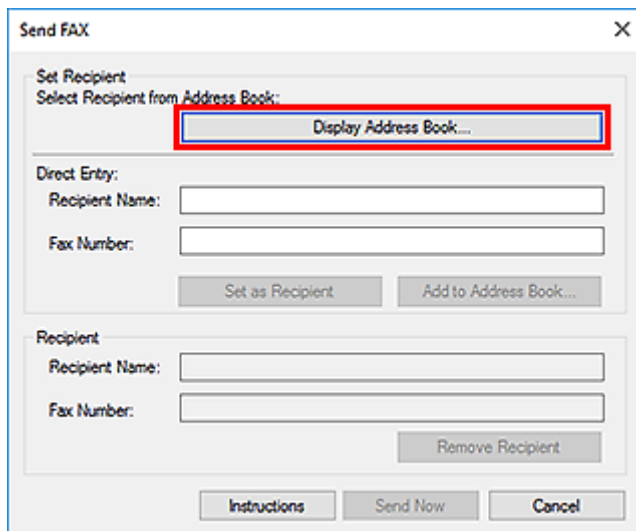 Send FAX
Set Recipient
Select Recipient from Address Book:
Display Address Book...
Direct Entry:
Recipient Name:
Fax Number:
Set as Recipient Add to Address Book...
Recipient
Recipient Name:
Fax Number:
Remove Recipient
Instructions Send Now Cancel